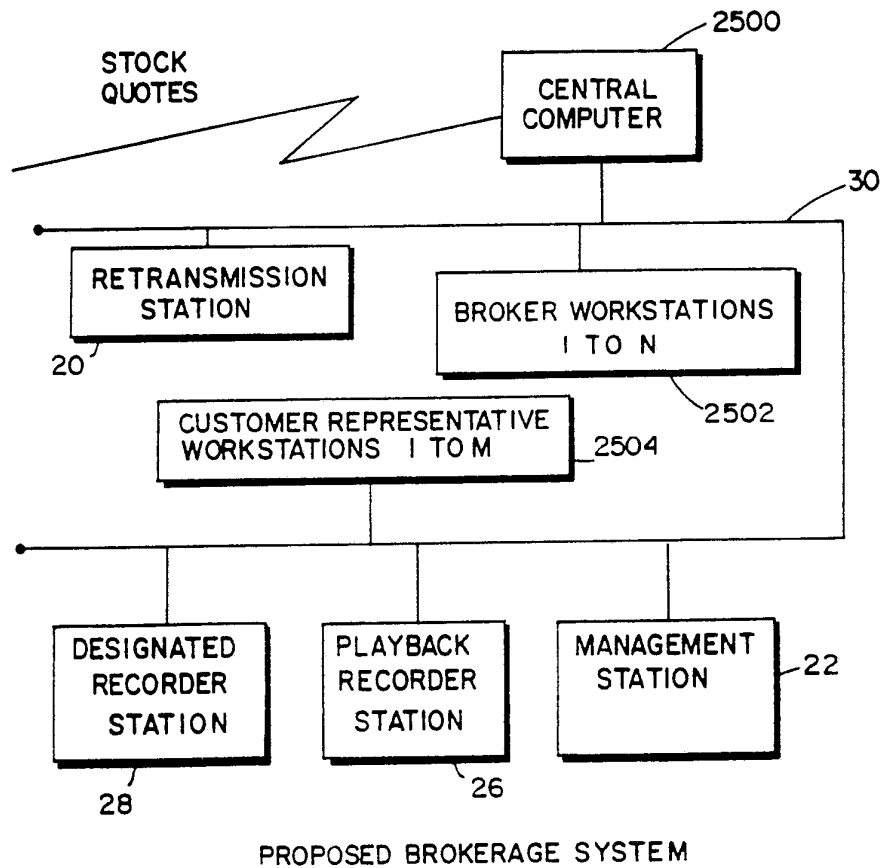 2500
STOCK
QUOTES
CENTRAL
COMPUTER
30
RETRANSMISSION
STATION
20
BROKER WORKSTATIONS
1 TO N
2502
CUSTOMER REPRESENTATIVE
WORKSTATIONS 1 TO M
2504
DESIGNATED
RECORDER
STATION
28
PLAYBACK
RECORDER
STATION
26
MANAGEMENT
STATION
22
PROPOSED BROKERAGE SYSTEM